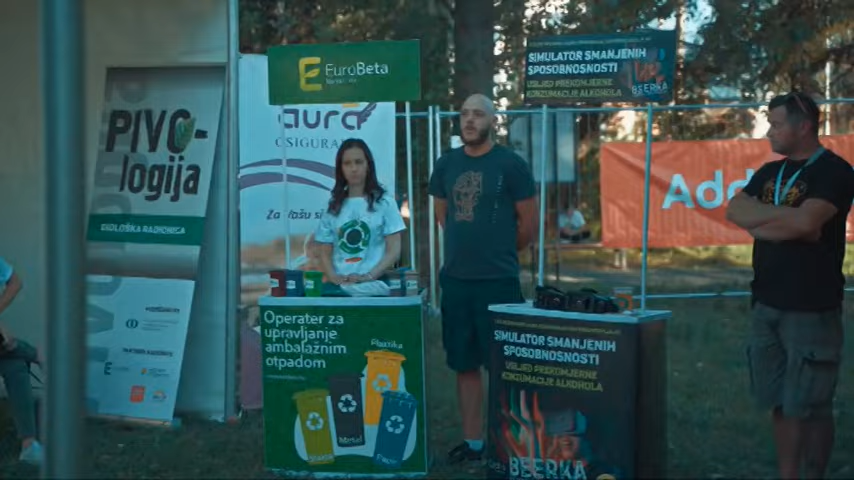 PIVO-
logija
EKOLOŠKA RADIONICA
EuroBeta
aura
OSIGURA
Za Vašu si
SIMULATOR SMANJENIH
SPOSOBNOSTI
USLJED PREKOMJERNE
KONZUMACIJE ALKOHOLA
BEERKA
Add
Operater za
upravljanje
ambalažnim
otpadom
Plastika
Staklo
Metal
Papir
SIMULATOR SMANJENIH
SPOSOBNOSTI
USLJED PREKOMJERNE
KONZUMACIJE ALKOHOLA
BEERKA